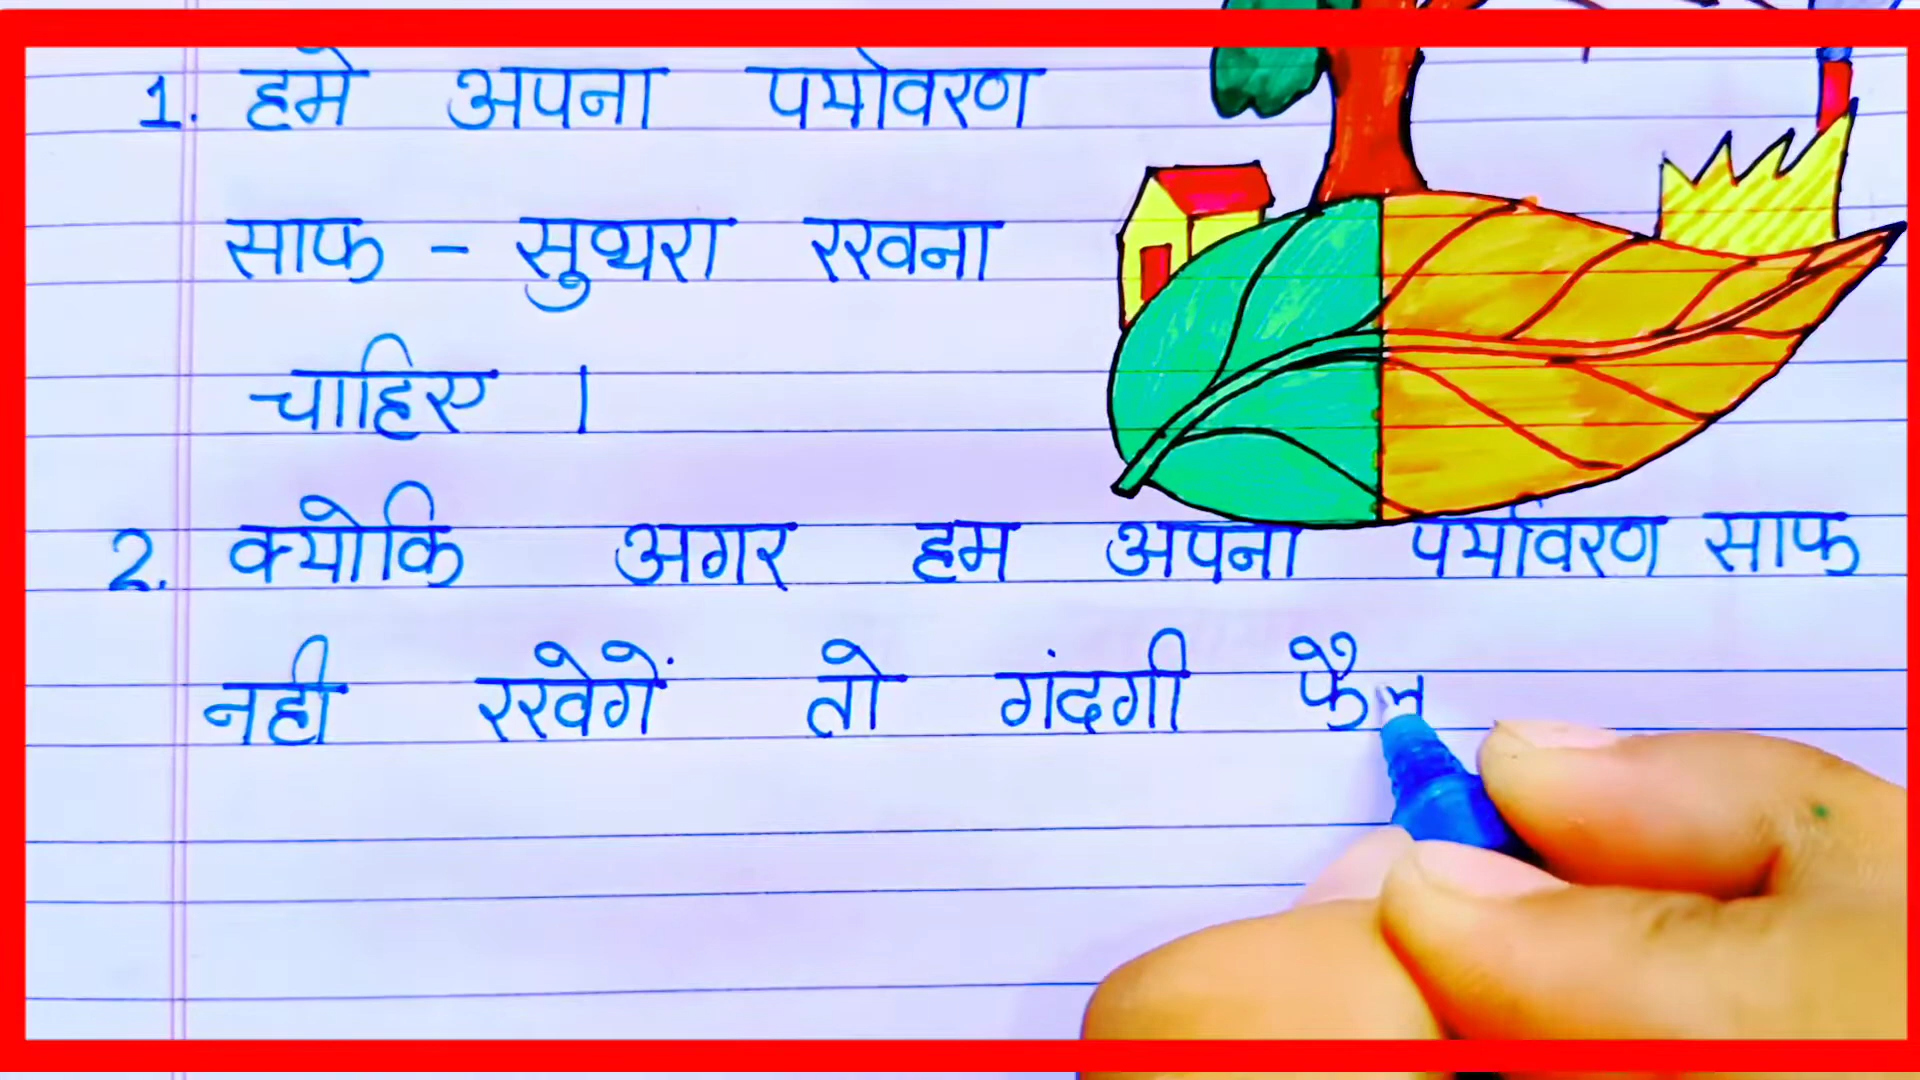 1. हमे अपना पर्यावरण
साफ - सुथरा रखना
चाहिए ।
2. क्योकि अगर हम अपना पर्यावरण साफ
नही रखेगें तो गंदगी फैल